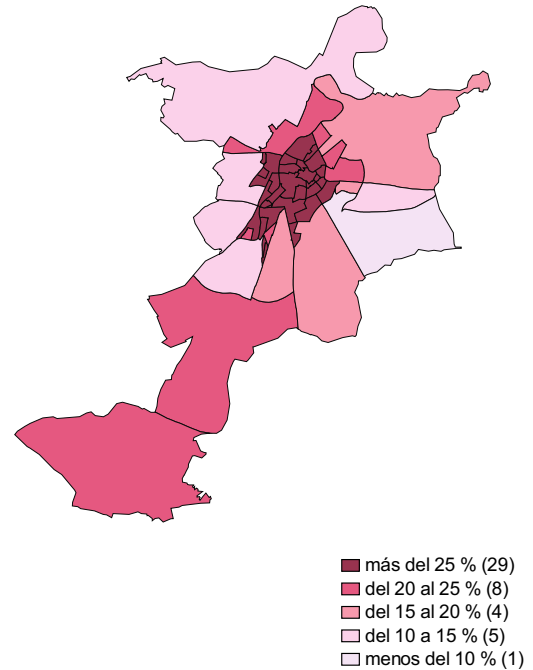 más del 25 % (29)
del 20 al 25 % (8)
del 15 al 20 % (4)
del 10 a 15 % (5)
menos del 10 % (1)